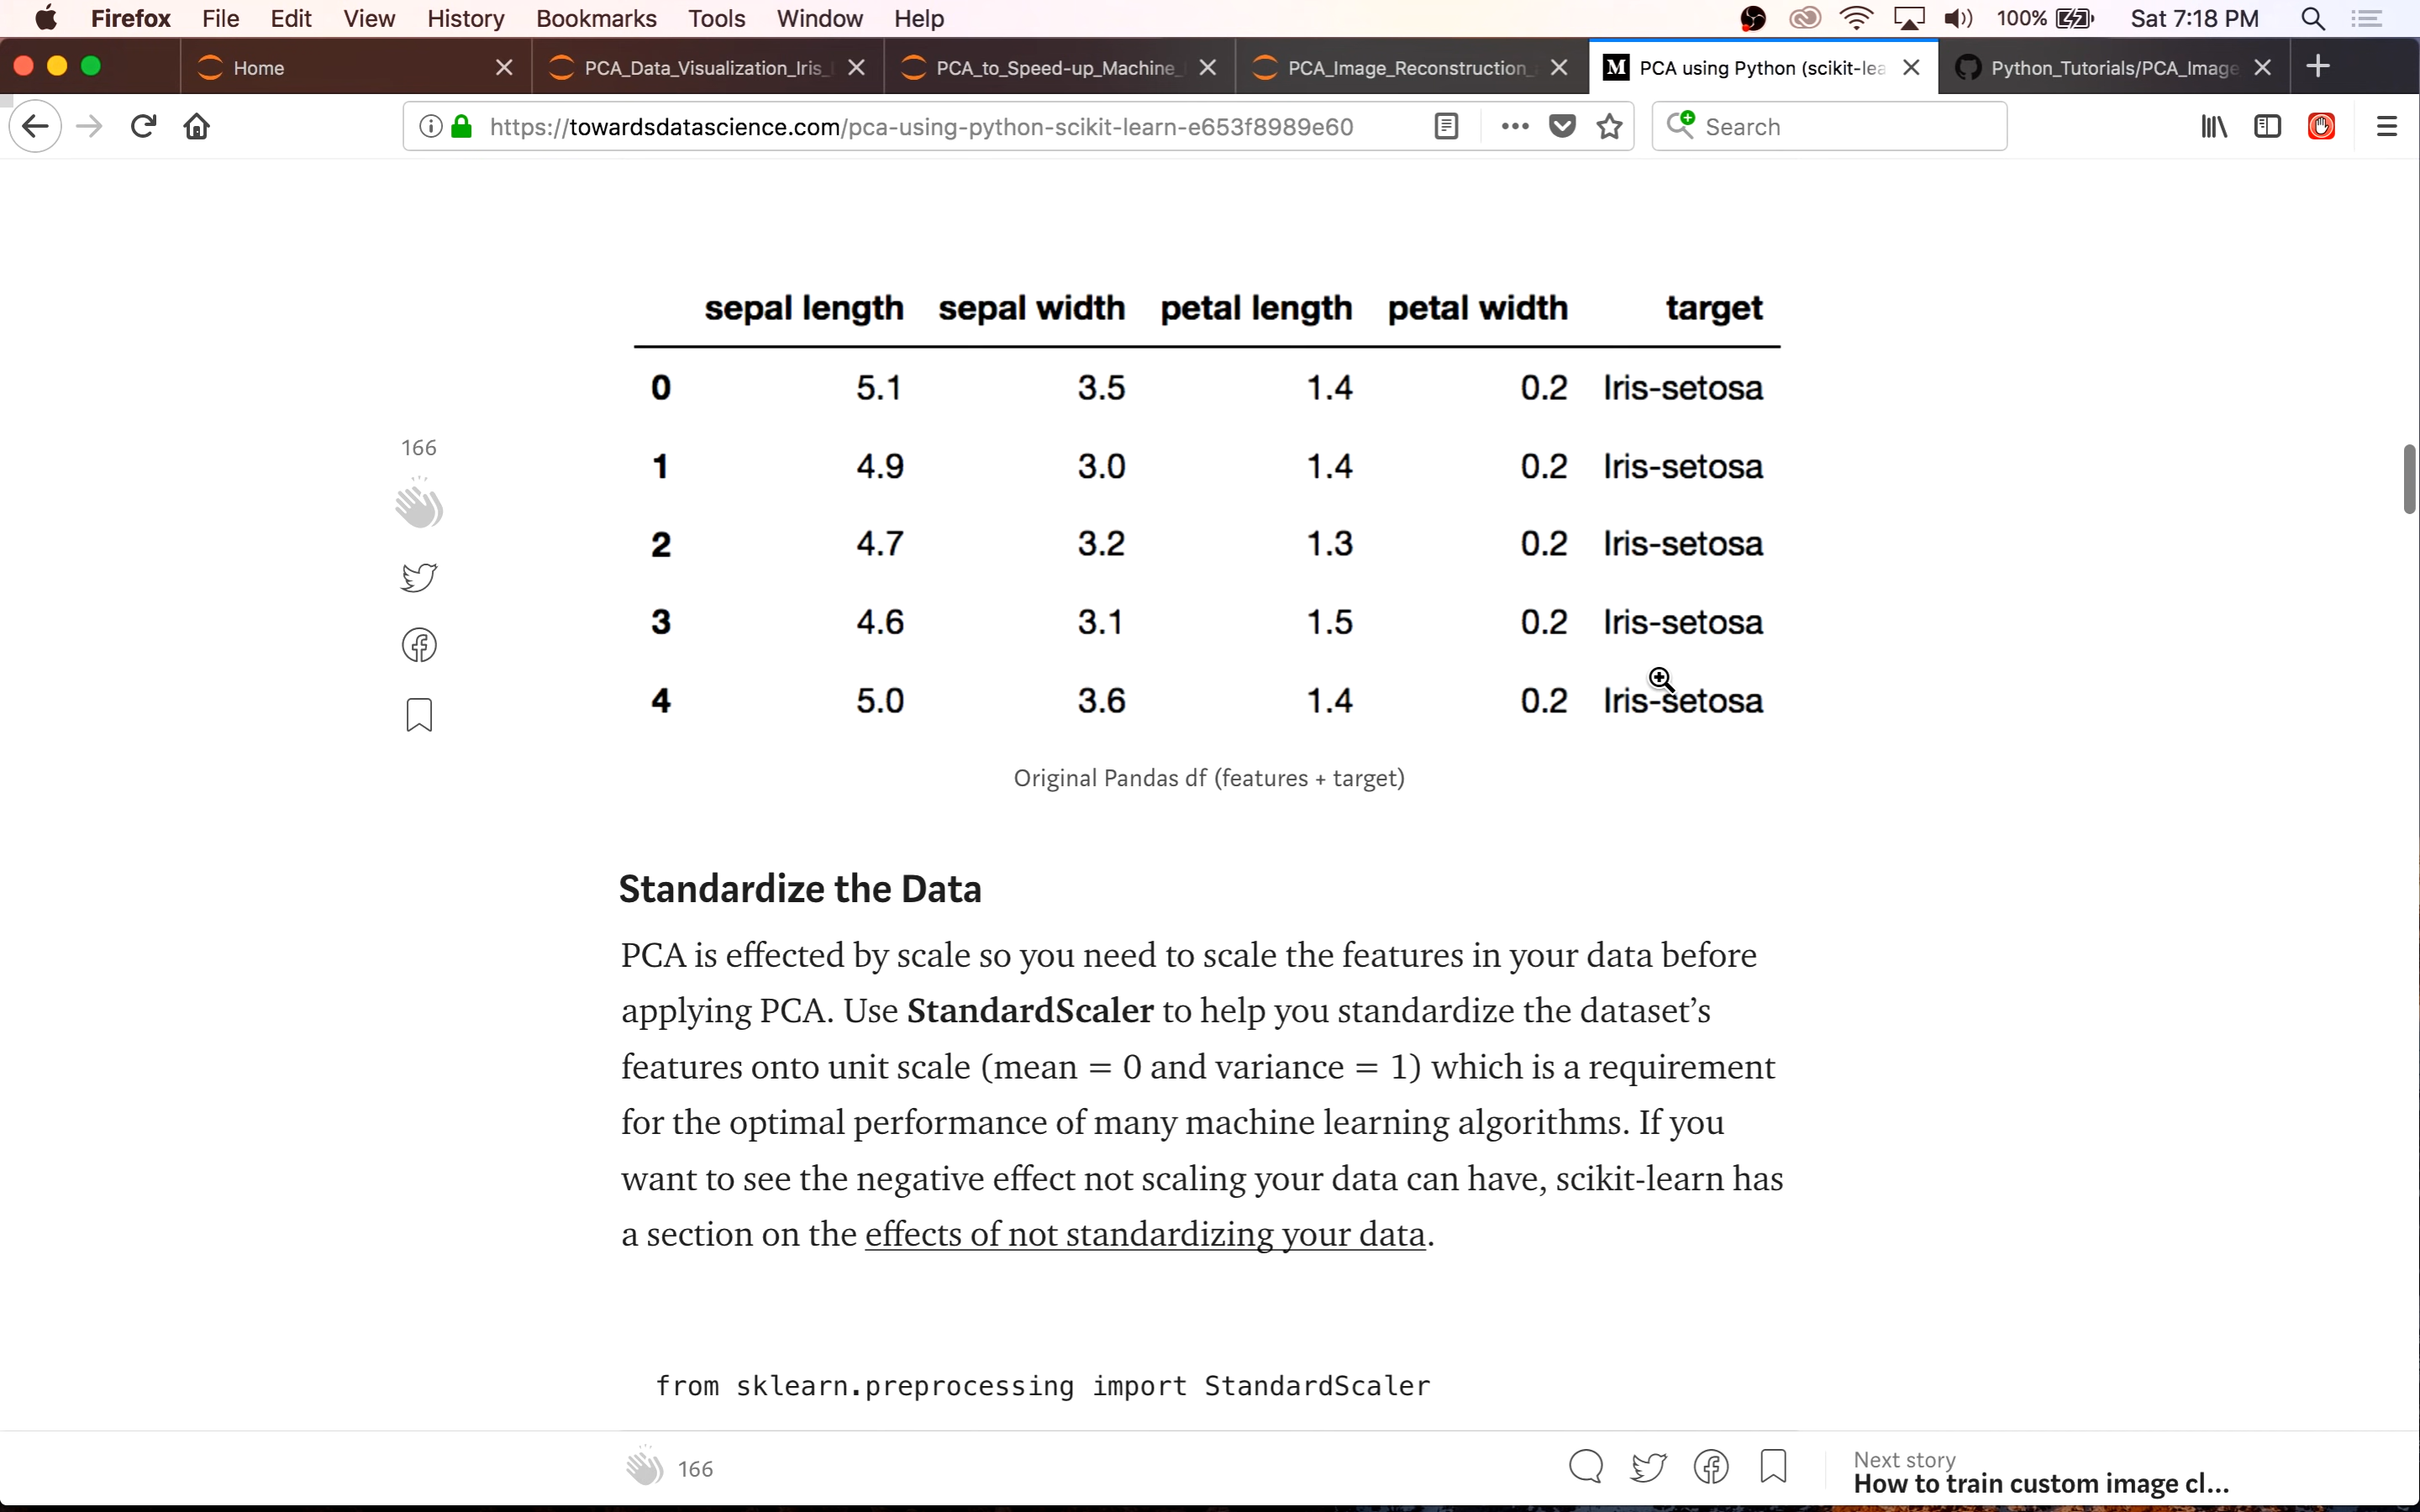 Firefox File Edit View History Bookmarks Tools Window Help 100% Sat 7:18 PM
Home PCA_Data_Visualization_Iris_ PCA_to_Speed-up_Machine_ PCA_Image_Reconstruction_ M PCA using Python (scikit-lea Python_Tutorials/PCA_Image
https://towardsdatascience.com/pca-using-python-scikit-learn-e653f8989e60 Search
sepal length sepal width petal length petal width target
0 5.1 3.5 1.4 0.2 Iris-setosa
166
1 4.9 3.0 1.4 0.2 Iris-setosa
2 4.7 3.2 1.3 0.2 Iris-setosa
3 4.6 3.1 1.5 0.2 Iris-setosa
4 5.0 3.6 1.4 0.2 Iris-setosa
Original Pandas df (features + target)
Standardize the Data
PCA is effected by scale so you need to scale the features in your data before
applying PCA. Use StandardScaler to help you standardize the dataset’s
features onto unit scale (mean = 0 and variance = 1) which is a requirement
for the optimal performance of many machine learning algorithms. If you
want to see the negative effect not scaling your data can have, scikit-learn has
a section on the effects of not standardizing your data.
from sklearn.preprocessing import StandardScaler
166
Next story
How to train custom image cl...